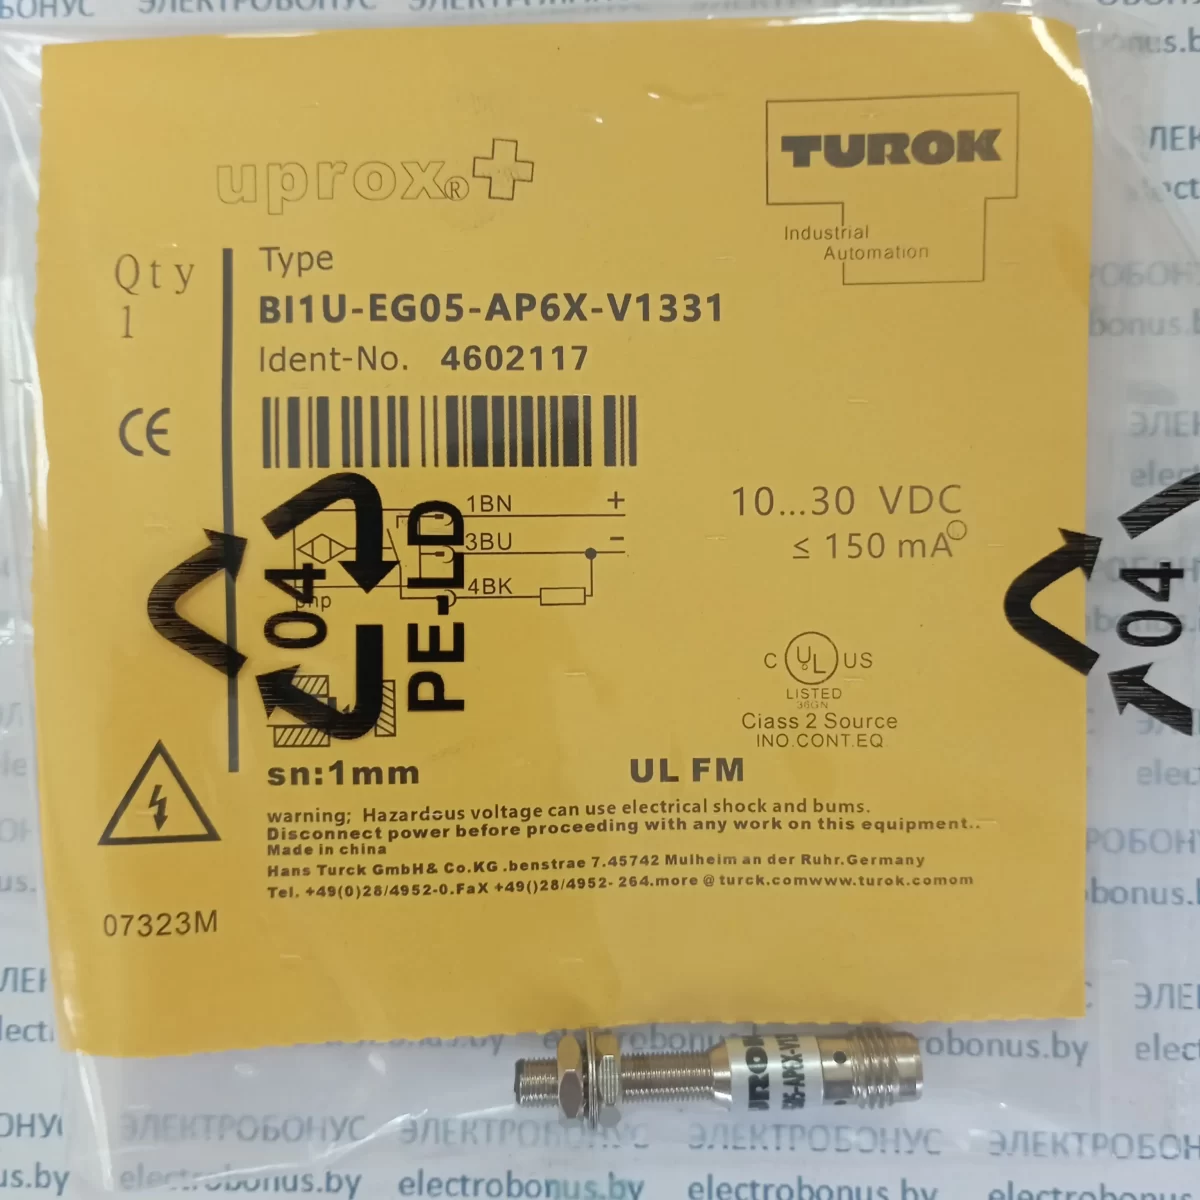 uprox®+
TUROK
Industrial
Automation
Qty
1
Type
BI1U-EG05-AP6X-V1331
Ident-No. 4602117
CE
1BN +
3BU -
4BK
pnp
10...30 VDC
≤ 150 mA
04
PE-LD
04
C UL US
LISTED
36GN
Ciass 2 Source
INO.CONT.EQ
sn:1mm
UL FM
warning; Hazardous voltage can use electrical shock and bums.
Disconnect power before proceeding with any work on this equipment..
Made in china
Hans Turck GmbH& Co.KG .benstrae 7.45742 Mulheim an der Ruhr.Germany
Tel. +49(0)28/4952-0.FaX +49()28/4952- 264.more @ turck.comwww.turok.comom
07323M
ЭЛЕКТРОБОНУС
electrobonus.by